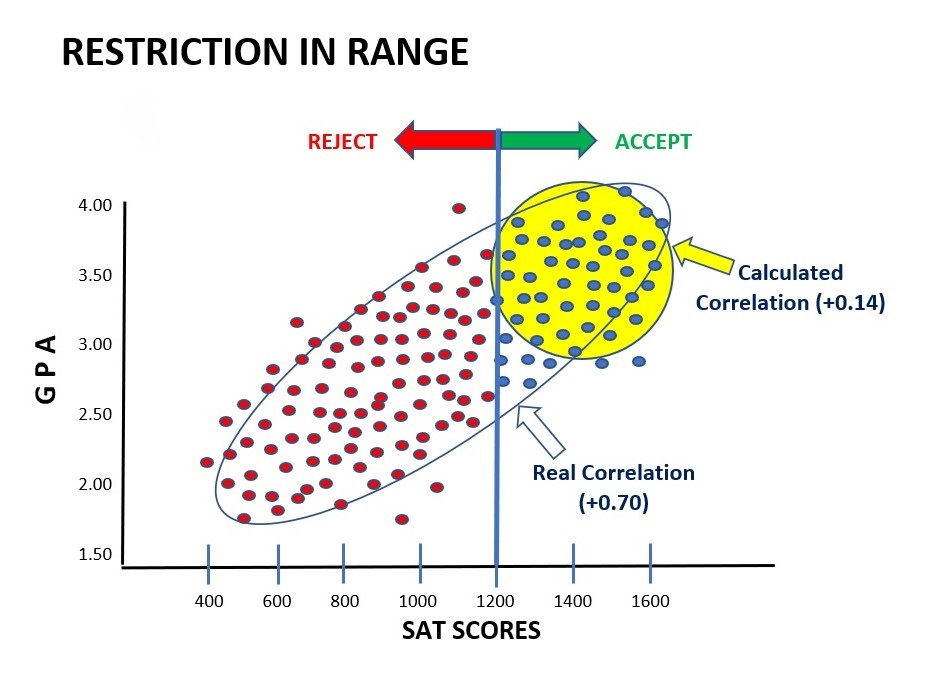 RESTRICTION IN RANGE
REJECT
ACCEPT
4.00
3.50
3.00
2.50
2.00
1.50
GPA
Calculated
Correlation (+0.14)
Real Correlation
(+0.70)
400
600
800
1000
1200
1400
1600
SAT SCORES